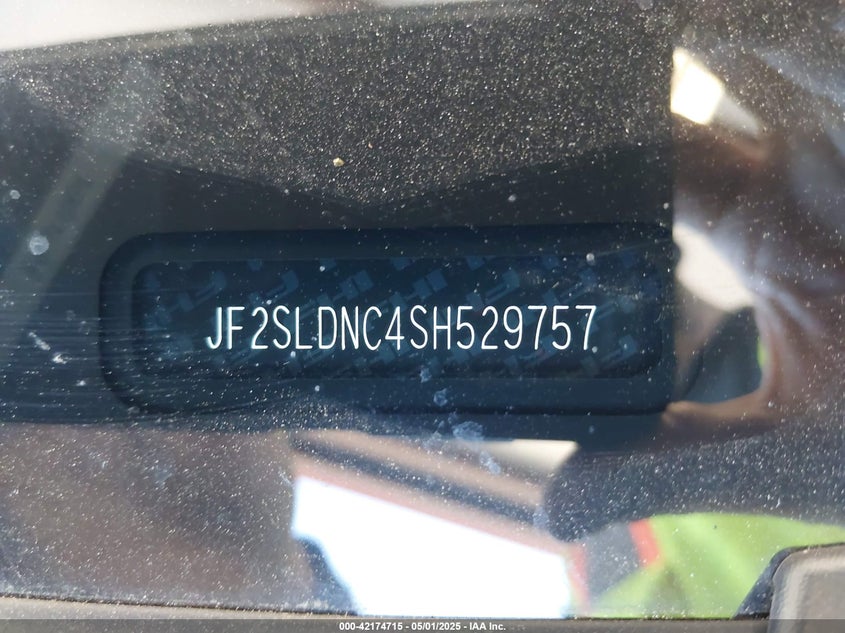 JF2SLDNC4SH529757
000-42174715 - 05/01/2025 - IAA Inc.